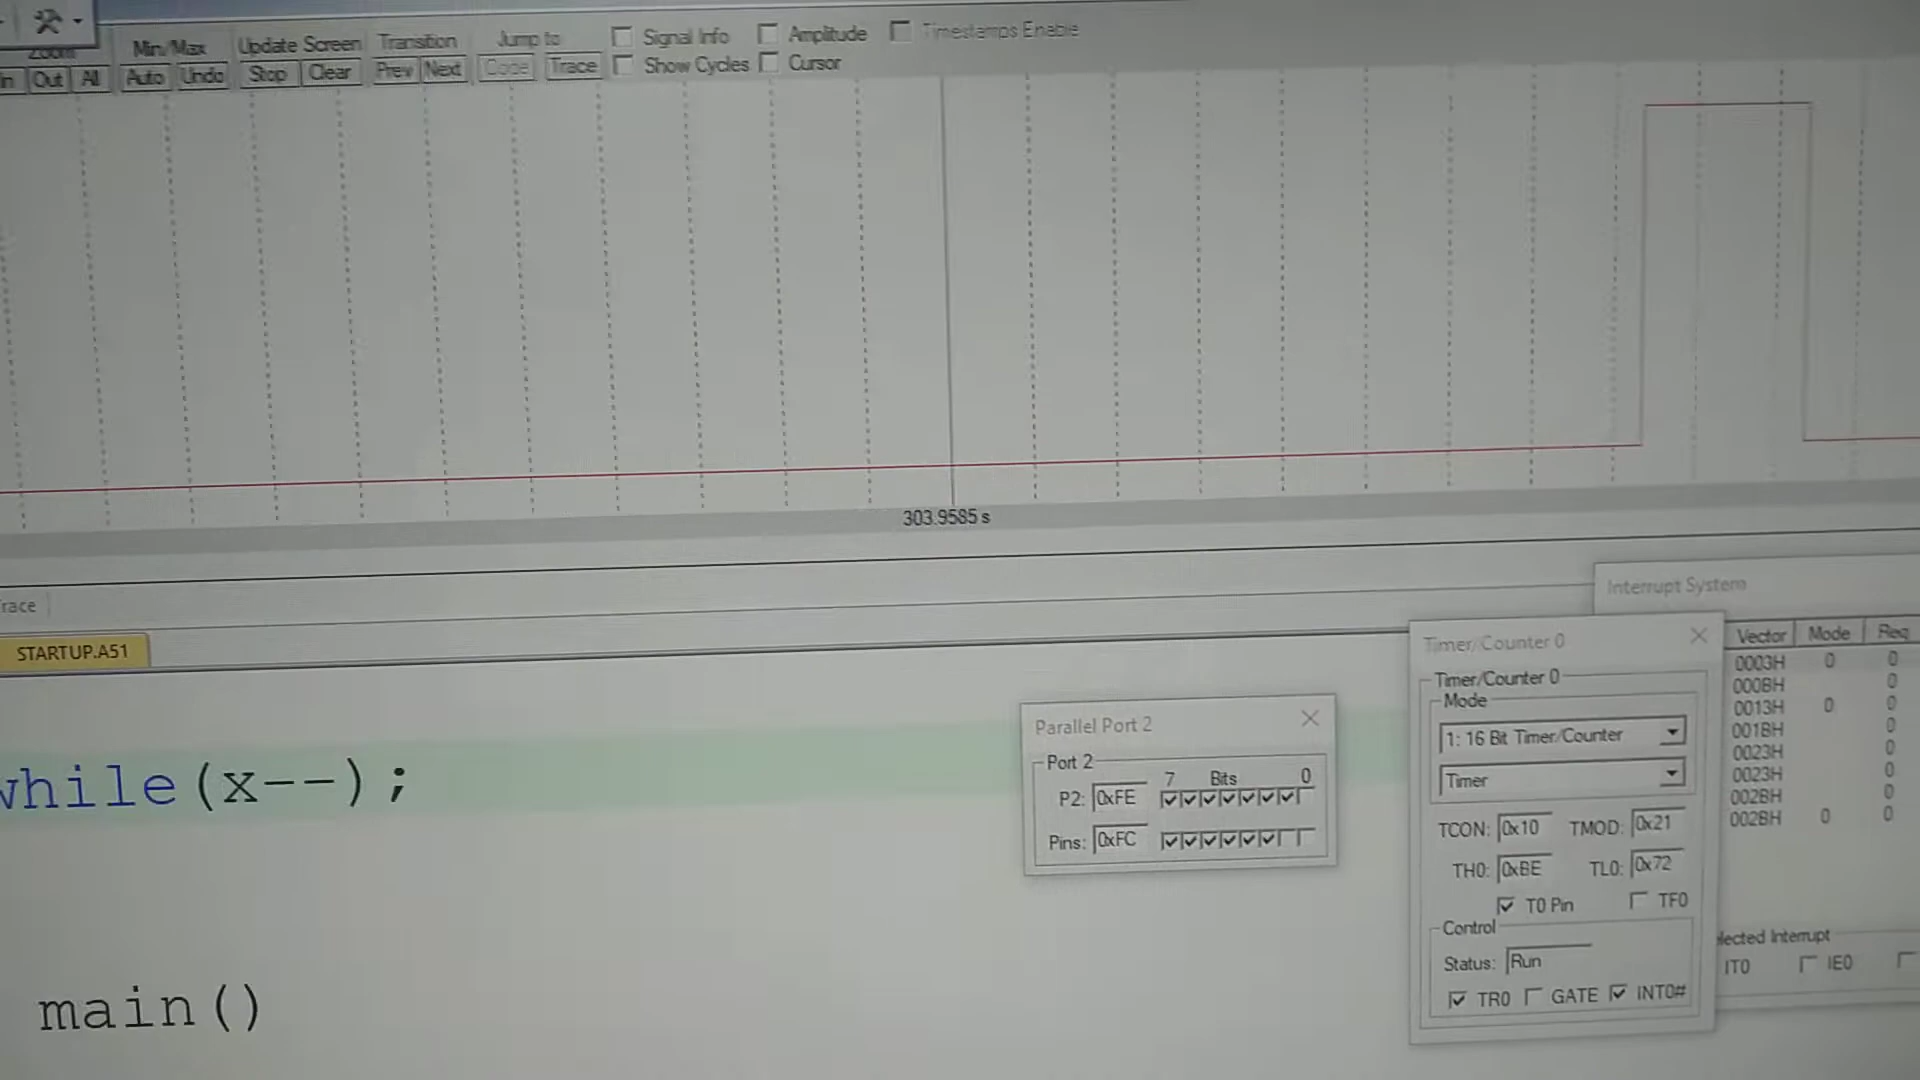 Zoom Min/Max Update Screen Transition Jump to Signal Info Amplitude Timestamps Enable
In Out All Auto Undo Stop Clear Prev Next Code Trace Show Cycles Cursor
303.9585 s
race
STARTUP.A51
while(x--);
main()
Parallel Port 2
Port 2
7 Bits 0
P2: 0xFE
Pins: 0xFC
Timer/Counter 0
Timer/Counter 0
Mode
1: 16 Bit Timer/Counter
Timer
TCON: 0x10 TMOD: 0x21
TH0: 0xBE TL0: 0x72
T0 Pin TF0
Control
Status: Run
TR0 GATE INT0#
Interrupt System
Vector Mode Req
0003H 0 0
000BH 0
0013H 0 0
001BH 0
0023H 0
0023H 0
002BH 0
002BH 0 0
lected Interrupt
IT0 IE0